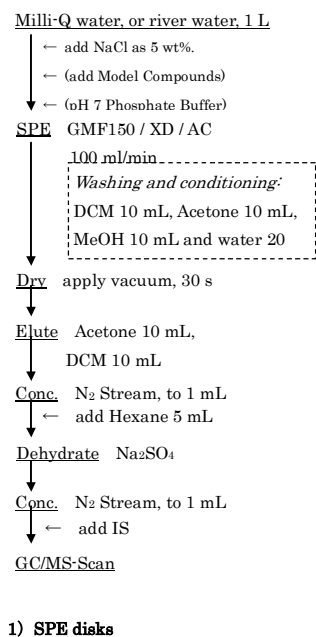 Milli-Q water, or river water, 1 L
← add NaCl as 5 wt%.
← (add Model Compounds)
← (pH 7 Phosphate Buffer)
SPE GMF150 / XD / AC
100 ml/min
Washing and conditioning:
DCM 10 mL, Acetone 10 mL,
MeOH 10 mL and water 20
Dry apply vacuum, 30 s
Elute Acetone 10 mL,
DCM 10 mL
Conc. N₂ Stream, to 1 mL
← add Hexane 5 mL
Dehydrate Na₂SO₄
Conc. N₂ Stream, to 1 mL
← add IS
GC/MS-Scan
1) SPE disks